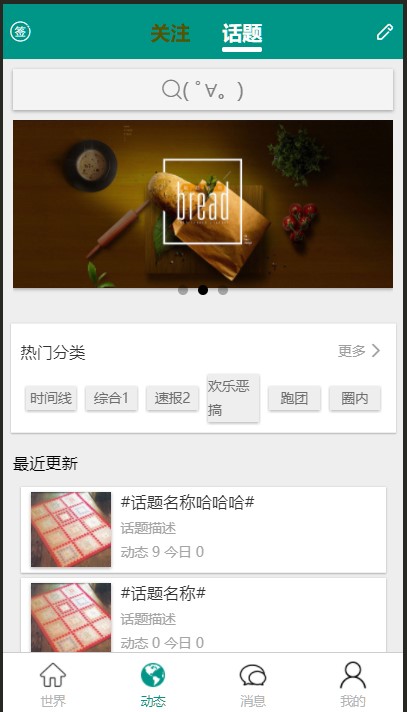 签
关注 话题
( ﾟ∀。)
bread
热门分类
更多
时间线 综合1 速报2 欢乐恶搞 跑团 圈内
最近更新
#话题名称哈哈哈#
话题描述
动态 9 今日 0
#话题名称#
话题描述
动态 0 今日 0
世界 动态 消息 我的